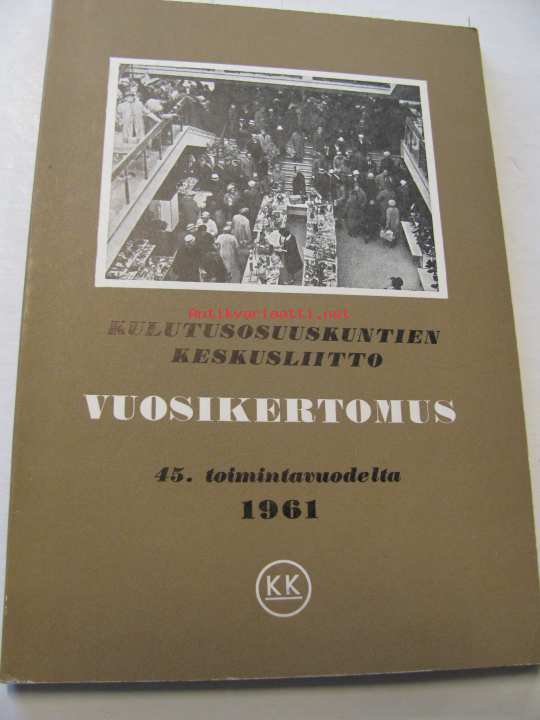 Antikvariaatti.net
KULUTUSOSUUSKUNTIEN
KESKUSLIITTO
VUOSIKERTOMUS
45. toimintavuodelta
1961
KK